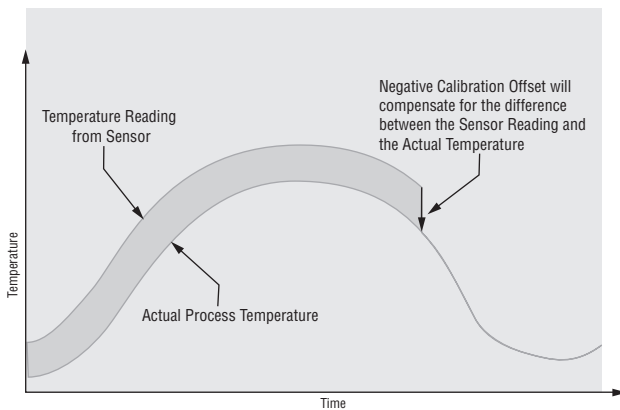 Negative Calibration Offset will
compensate for the difference
between the Sensor Reading and
the Actual Temperature
Temperature Reading
from Sensor
Actual Process Temperature
Temperature
Time